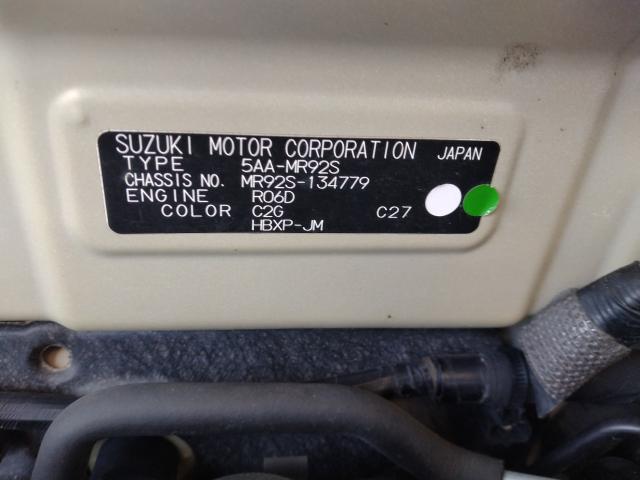 SUZUKI MOTOR CORPORATION JAPAN
TYPE 5AA-MR92S
CHASSIS NO. MR92S-134779
ENGINE R06D
COLOR C2G C27
HBXP-JM